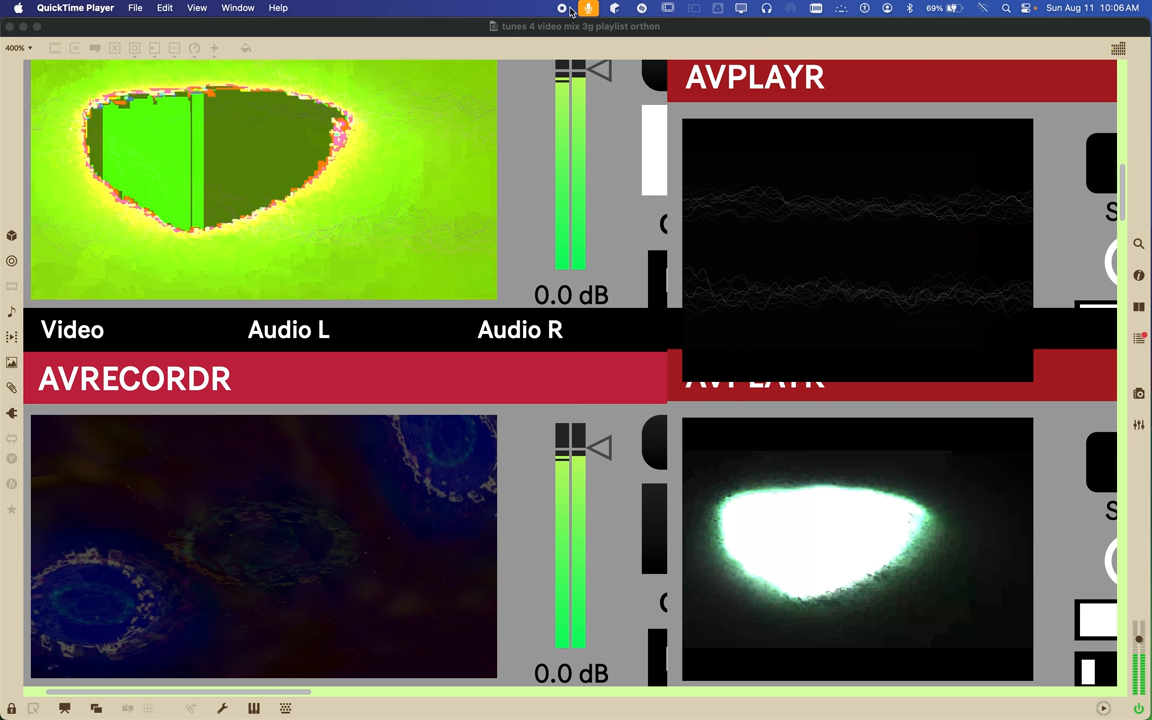 QuickTime Player File Edit View Window Help 69% Sun Aug 11 10:06 AM
tunes 4 video mix 3g playlist orthon
400%
AVPLAYR
0.0 dB
Video Audio L Audio R
AVRECORDR
0.0 dB